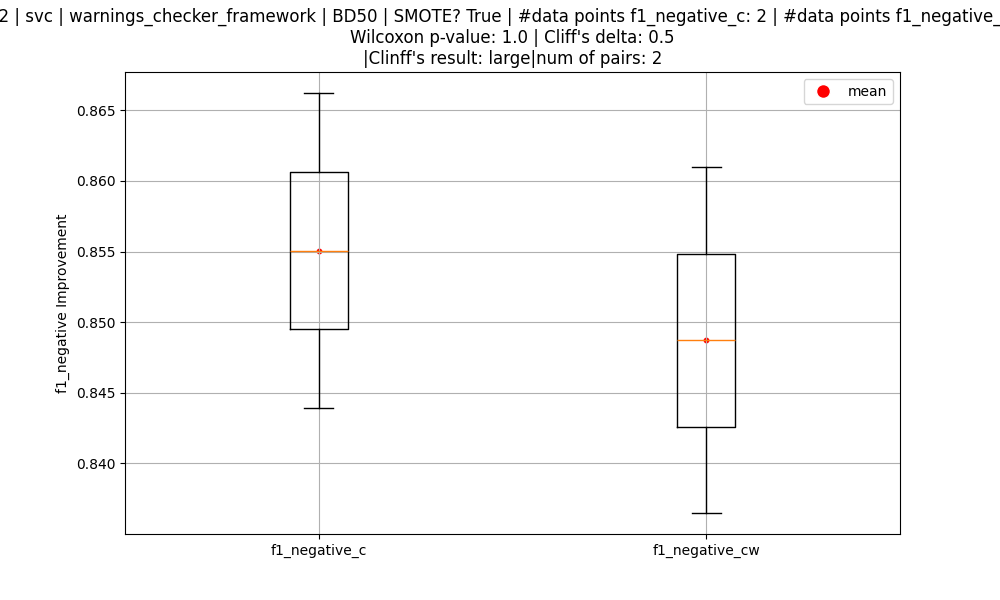 2 | svc | warnings_checker_framework | BD50 | SMOTE? True | #data points f1_negative_c: 2 | #data points f1_negative_
Wilcoxon p-value: 1.0 | Cliff's delta: 0.5
|Clinff's result: large|num of pairs: 2
mean
0.865
0.860
0.855
0.850
0.845
0.840
f1_negative Improvement
f1_negative_c
f1_negative_cw